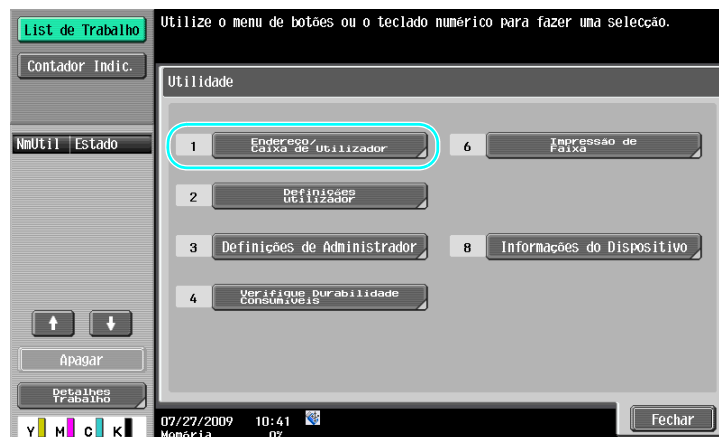 List de Trabalho
Contador Indic.
NmUtil Estado
Apagar
Detalhes
Trabalho
Y M C K
Utilize o menu de botões ou o teclado numérico para fazer uma selecção.
Utilidade
1 Endereço/
Caixa de Utilizador
6 Impressão de
Faixa
2 Definições
Utilizador
3 Definições de Administrador
8 Informações do Dispositivo
4 Verifique Durabilidade
Consumíveis
Fechar
07/27/2009 10:41
Memória 0%